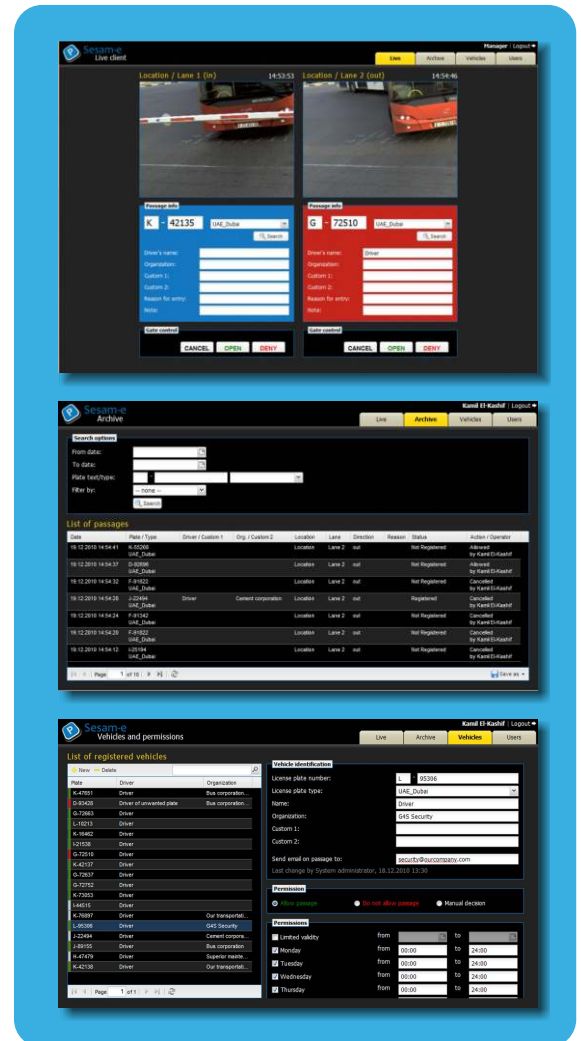 Sesam-e
Live client
Manager | Logout
Live Archive Vehicles Users
Location / Lane 1 (in) 14:53:53 Location / Lane 2 (out) 14:54:46
Passage info Passage info
K - 42135 UAE_Dubai G - 72510 UAE_Dubai
Search Search
Driver's name: Driver's name: Driver
Organization: Organization:
Custom 1: Custom 1:
Custom 2: Custom 2:
Reason for entry: Reason for entry:
Note: Note:
Gate control Gate control
CANCEL OPEN DENY CANCEL OPEN DENY
Sesam-e
Archive
Kamil El-Kashif | Logout
Live Archive Vehicles Users
Search options
From date:
To date:
Plate text/type: -
Filter by: -- none --
Search
List of passages
Date Plate / Type Driver / Custom 1 Org. / Custom 2 Location Lane Direction Reason Status Action / Operator
19.12.2010 14:54:41 K-55266 Location Lane 2 out Not Registered Allowed
UAE_Dubai by Kamil El-Kashif
19.12.2010 14:54:37 Location Lane 2 out Not Registered Allowed
UAE_Dubai by Kamil El-Kashif
19.12.2010 14:54:32 F-81822 Location Lane 2 out Not Registered Cancelled
UAE_Dubai by Kamil El-Kashif
19.12.2010 14:54:28 J-22494 Driver Cement corporation Location Lane 2 out Registered Cancelled
UAE_Dubai by Kamil El-Kashif
19.12.2010 14:54:24 F-91342 Location Lane 2 out Not Registered Cancelled
UAE_Dubai by Kamil El-Kashif
19.12.2010 14:54:20 F-81822 Location Lane 2 out Not Registered Cancelled
UAE_Dubai by Kamil El-Kashif
19.12.2010 14:54:12 I-25194 Location Lane 2 out Not Registered Cancelled
UAE_Dubai by Kamil El-Kashif
Page 1 of 10 Save as
Sesam-e
Vehicles and permissions
Kamil El-Kashif | Logout
Live Archive Vehicles Users
List of registered vehicles
New Delete
Plate Driver Organization
K-47651 Driver Bus corporation...
D-93426 Driver of unwanted plate Bus corporation...
G-72663 Driver
L-10213 Driver
K-16462 Driver
I-21538 Driver
G-72510 Driver
K-42137 Driver
G-72637 Driver
G-72752 Driver
K-73053 Driver
I-44515 Driver
K-76897 Driver Our transportati...
L-95306 Driver G4S Security
J-22494 Driver Cement corpora...
J-89155 Driver Bus corporation
H-47479 Driver Superior mainte...
K-42138 Driver Our transportati...
Page 1 of 1
Vehicle identification
License plate number: L - 95306
License plate type: UAE_Dubai
Name: Driver
Organization: G4S Security
Custom 1:
Custom 2:
Send email on passage to: security@ourcompany.com
Last change by System administrator, 18.12.2010 13:30
Permission
Allow passage Do not allow passage Manual decision
Permissions
Limited validity from to
Monday from 00:00 to 24:00
Tuesday from 00:00 to 24:00
Wednesday from 00:00 to 24:00
Thursday from 00:00 to 24:00